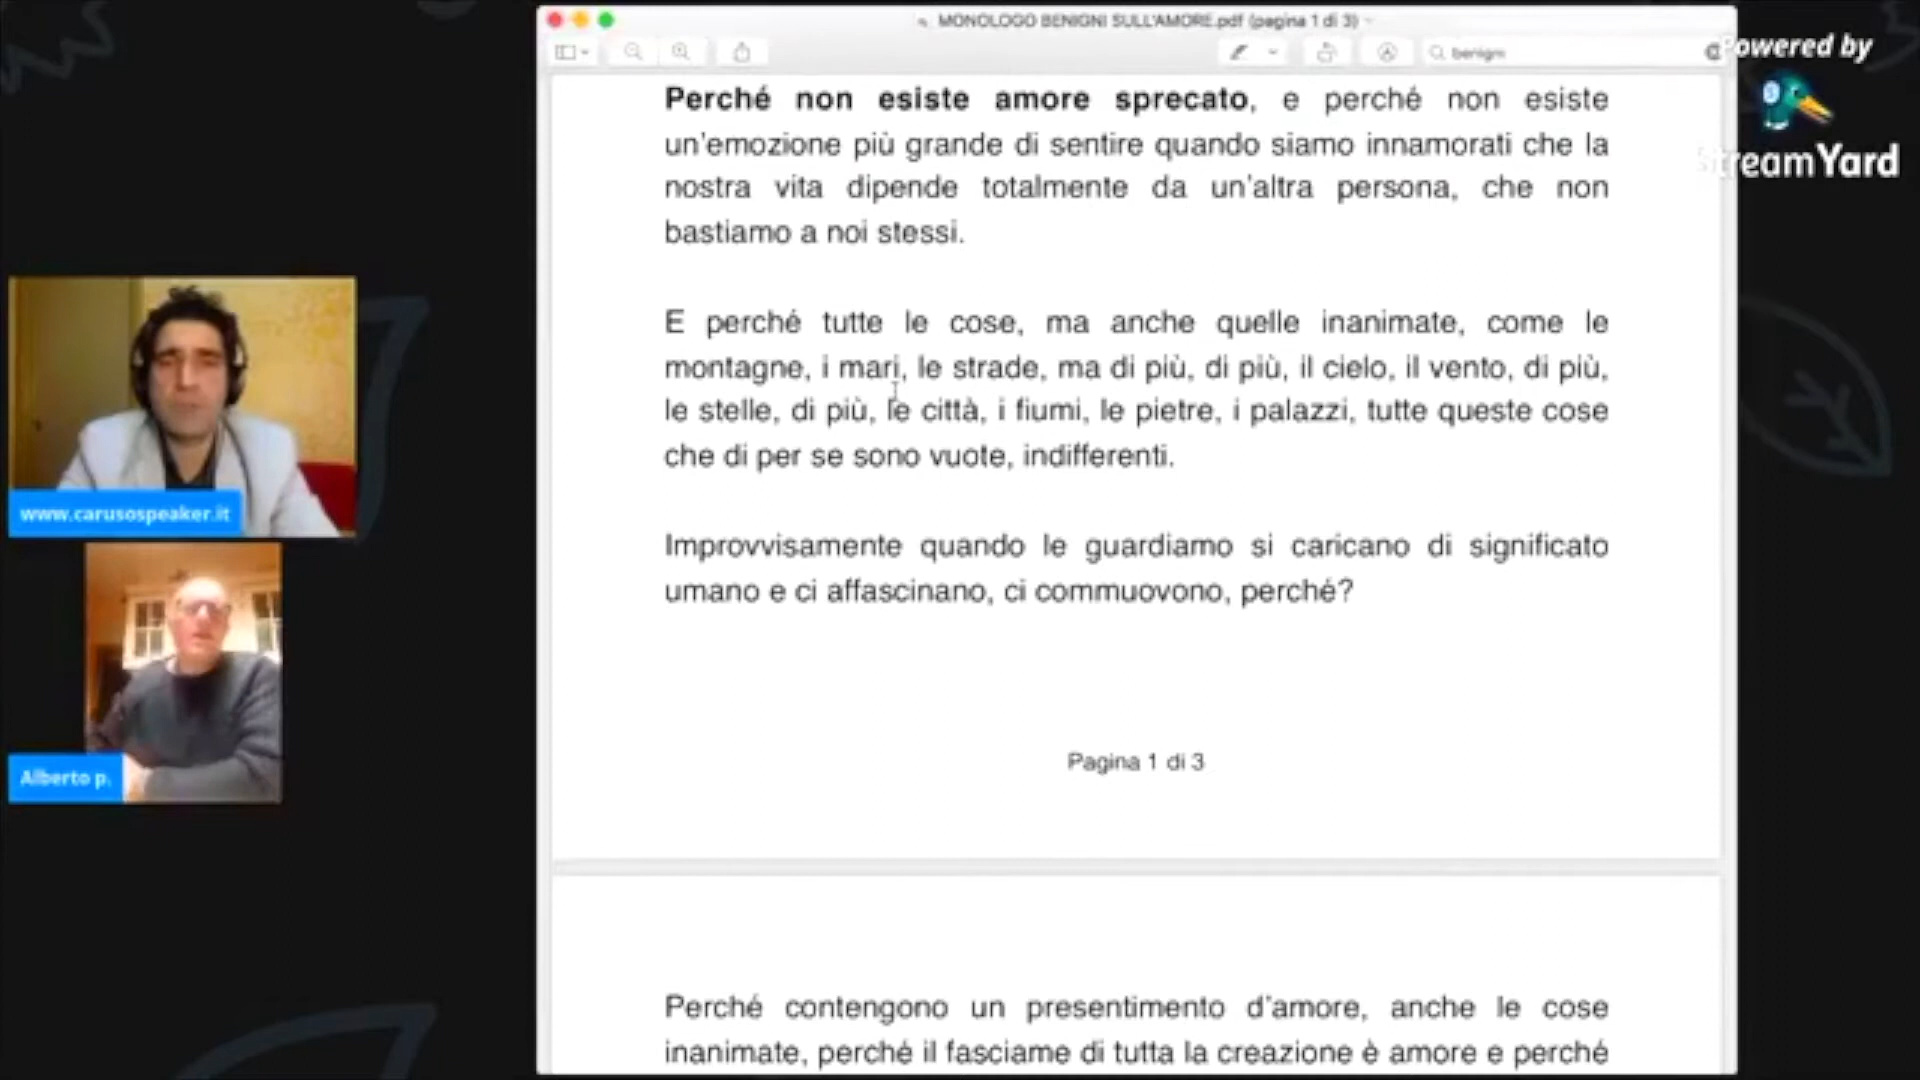 MONOLOGO BENIGNI SULL'AMORE.pdf (pagina 1 di 3)
benigni
Powered by
StreamYard
Perché non esiste amore sprecato, e perché non esiste
un'emozione più grande di sentire quando siamo innamorati che la
nostra vita dipende totalmente da un'altra persona, che non
bastiamo a noi stessi.
E perché tutte le cose, ma anche quelle inanimate, come le
montagne, i mari, le strade, ma di più, di più, il cielo, il vento, di più,
le stelle, di più, le città, i fiumi, le pietre, i palazzi, tutte queste cose
che di per se sono vuote, indifferenti.
Improvvisamente quando le guardiamo si caricano di significato
umano e ci affascinano, ci commuovono, perché?
Pagina 1 di 3
Perché contengono un presentimento d'amore, anche le cose
inanimate, perché il fasciame di tutta la creazione è amore e perché
www.carusospeaker.it
Alberto p.